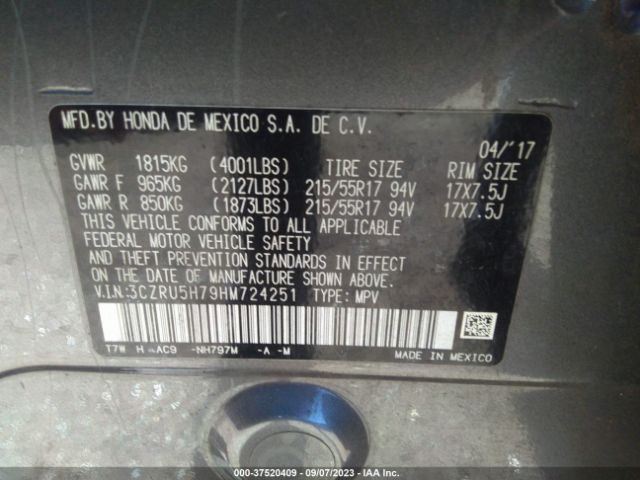 MFD.BY HONDA DE MEXICO S.A. DE C.V.
04/'17
GVWR 1815KG (4001LBS) TIRE SIZE RIM SIZE
GAWR F 965KG (2127LBS) 215/55R17 94V 17X7.5J
GAWR R 850KG (1873LBS) 215/55R17 94V 17X7.5J
THIS VEHICLE CONFORMS TO ALL APPLICABLE
FEDERAL MOTOR VEHICLE SAFETY
AND THEFT PREVENTION STANDARDS IN EFFECT
ON THE DATE OF MANUFACTURE SHOWN ABOVE.
V.I.N:3CZRU5H79HM724251 TYPE: MPV
T7W H AC9 -NH797M -A -M
MADE IN MEXICO
000-37520409 - 09/07/2023 - IAA Inc.